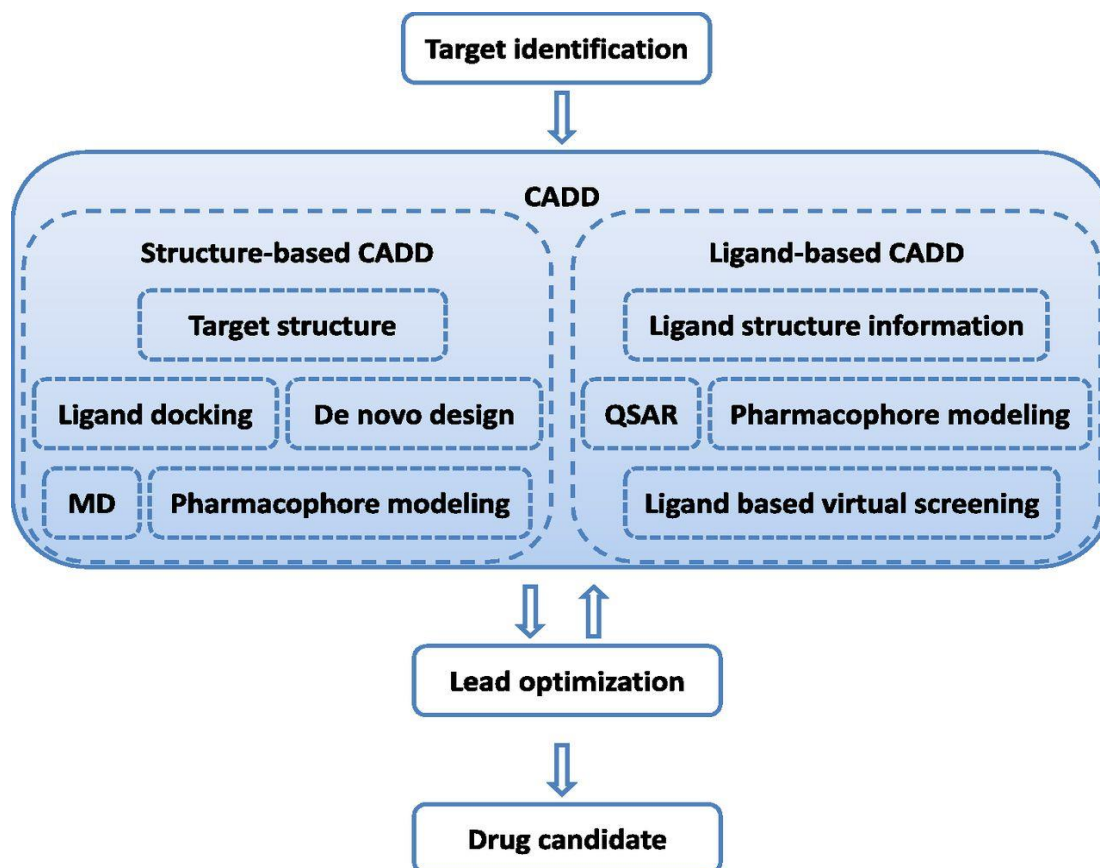 Target identification
CADD
Structure-based CADD
Target structure
Ligand docking
De novo design
MD
Pharmacophore modeling
Ligand-based CADD
Ligand structure information
QSAR
Pharmacophore modeling
Ligand based virtual screening
Lead optimization
Drug candidate